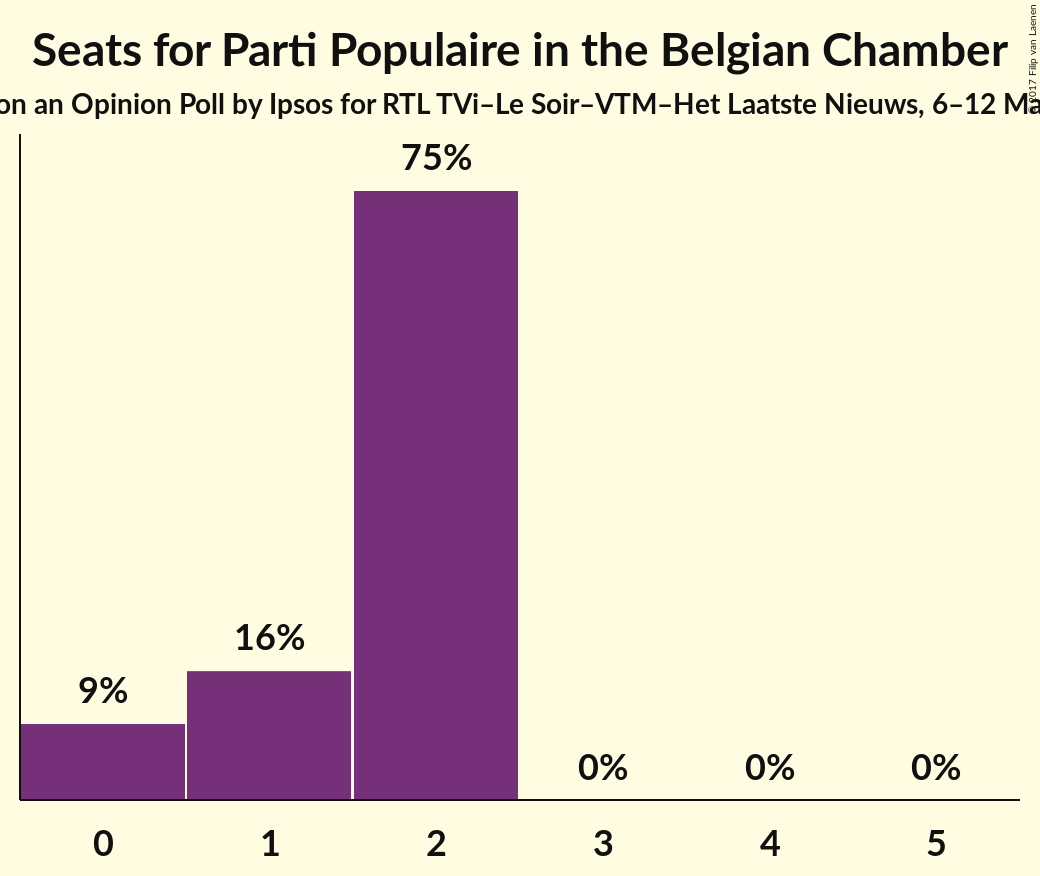 Seats for Parti Populaire in the Belgian Chamber
on an Opinion Poll by Ipsos for RTL TVi–Le Soir–VTM–Het Laatste Nieuws, 6–12
© 2017 Filip van Laenen
75%
16%
9%
0% 0% 0%
0 1 2 3 4 5